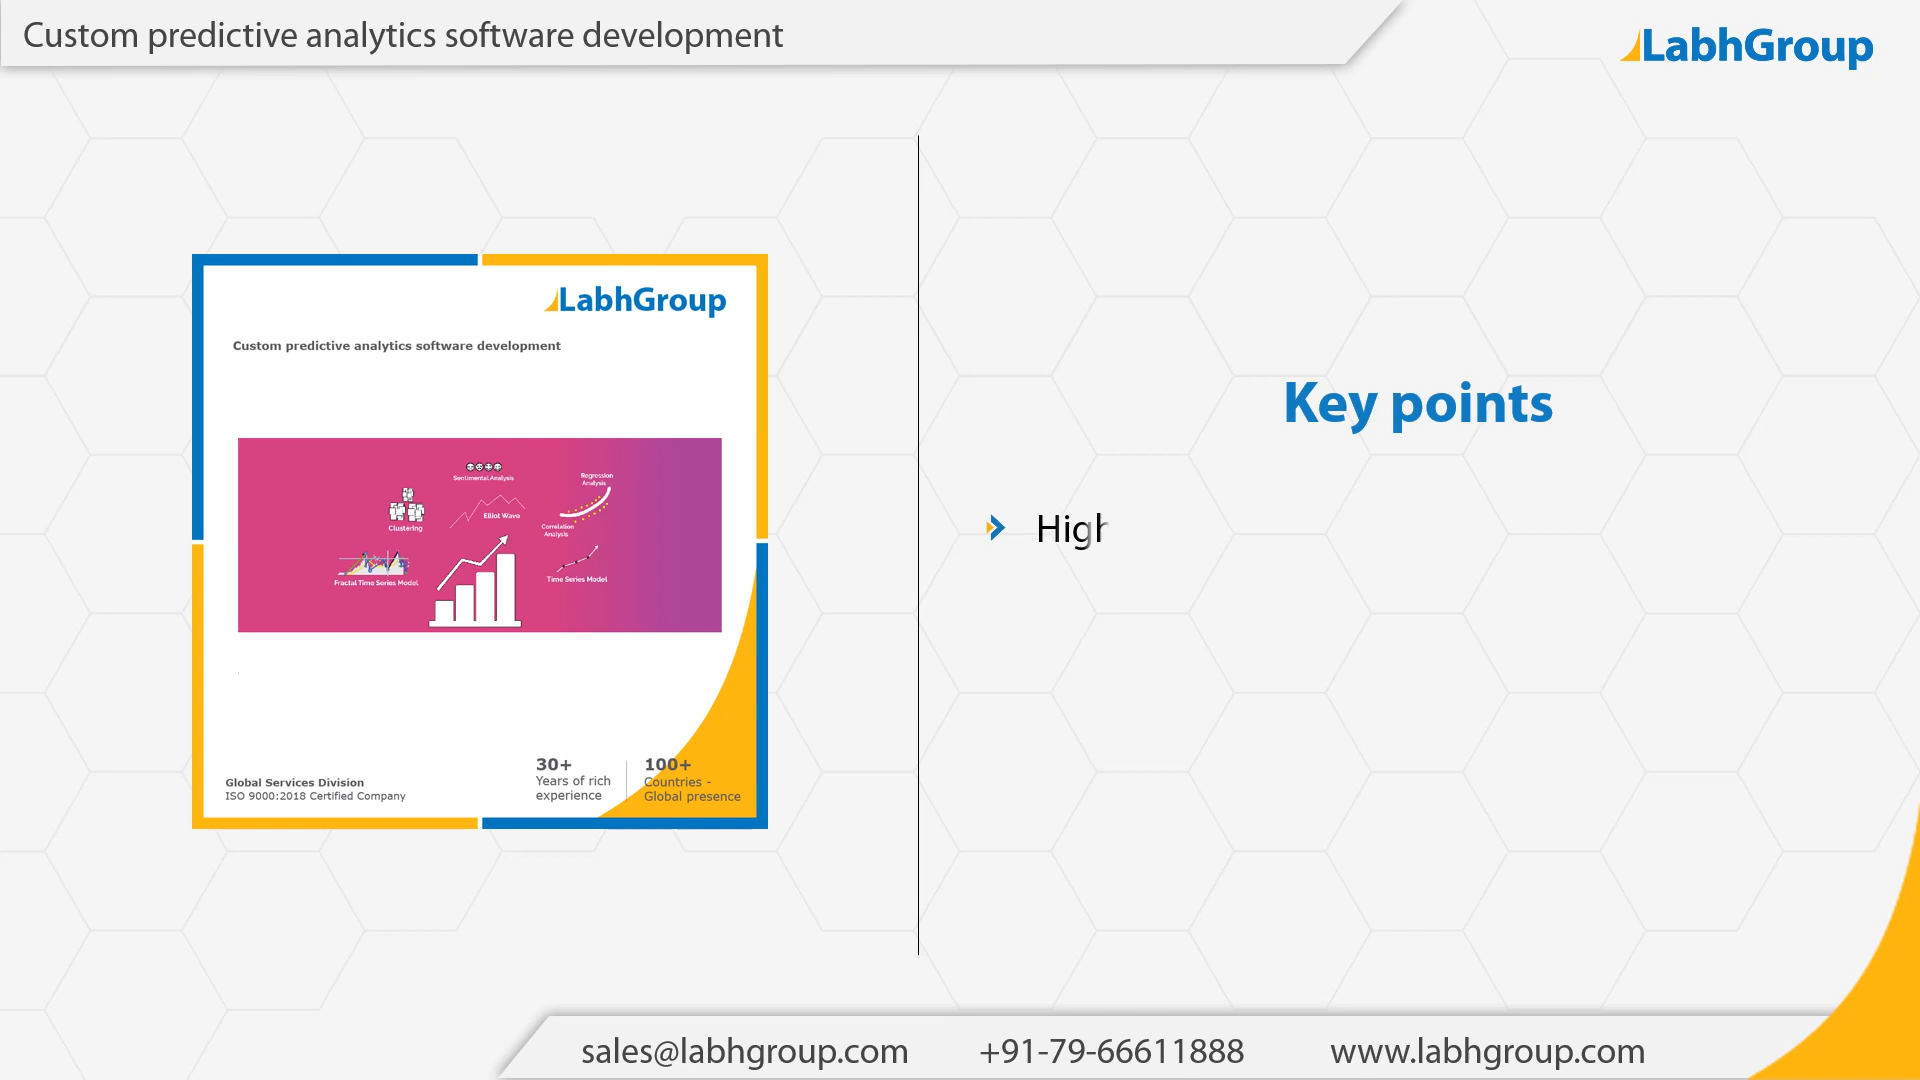 Custom predictive analytics software development
LabhGroup
LabhGroup
Custom predictive analytics software development
Sentimental Analysis
Regression
Analysis
Clustering
Elliot Wave
Correlation
Analysis
Fractal Time Series Model
Time Series Model
30+
Years of rich
experience
100+
Countries -
Global presence
Global Services Division
ISO 9000:2018 Certified Company
Key points
High
sales@labhgroup.com
+91-79-66611888
www.labhgroup.com